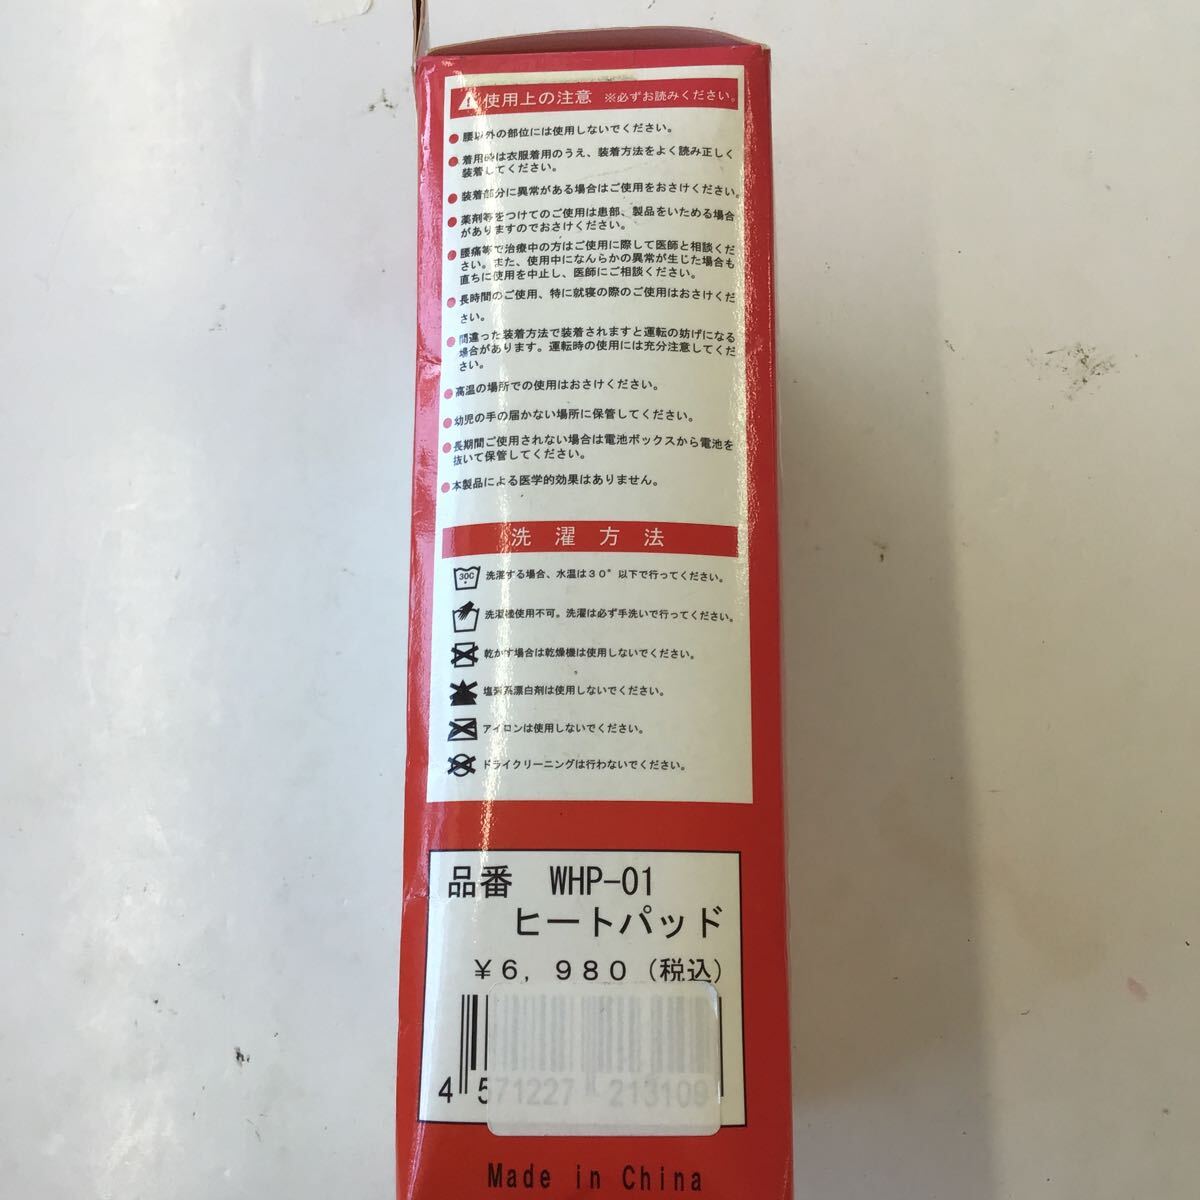 使用上の注意 ※必ずお読みください。
●腰以外の部位には使用しないでください。
●着用時は衣服着用のうえ、装着方法をよく読み正しく
装着してください。
●装着部分に異常がある場合はご使用をおさけください。
●薬剤等をつけてのご使用は患部、製品をいためる場合
がありますのでおさけください。
●腰痛等で治療中の方はご使用に際して医師と相談くだ
さい。また、使用中になんらかの異常が生じた場合も
直ちに使用を中止し、医師にご相談ください。
●長時間のご使用、特に就寝の際のご使用はおさけくだ
さい。
●間違った装着方法で装着されますと運転の妨げになる
場合があります。運転時の使用には充分注意してくだ
さい。
●高温の場所での使用はおさけください。
●幼児の手の届かない場所に保管してください。
●長期間ご使用されない場合は電池ボックスから電池を
抜いて保管してください。
●本製品による医学的効果はありません。
洗濯方法
30C 洗濯する場合、水温は30°以下で行ってください。
洗濯機使用不可。洗濯は必ず手洗いで行ってください。
乾かす場合は乾燥機は使用しないでください。
塩素系漂白剤は使用しないでください。
アイロンは使用しないでください。
ドライクリーニングは行わないでください。
品番 WHP-01
ヒートパッド
￥6,980(税込)
4 571227 213109
Made in China